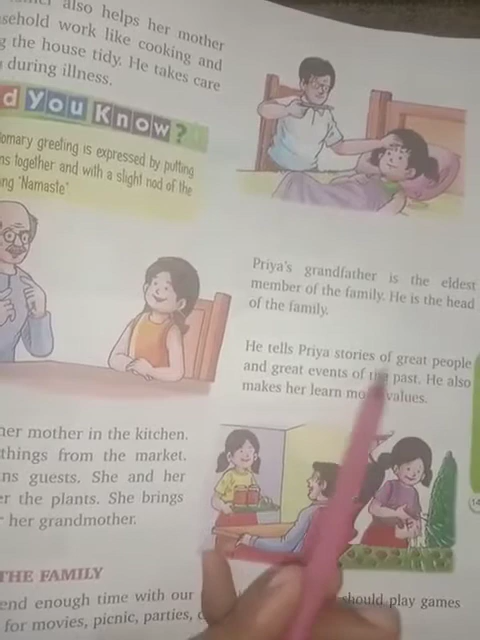 also helps her mother
sehold work like cooking and
g the house tidy. He takes care
during illness.
d you Know?
omary greeting is expressed by putting
ns together and with a slight nod of the
ng 'Namaste'
Priya's grandfather is the eldest
member of the family. He is the head
of the family.
He tells Priya stories of great people
and great events of the past. He also
makes her learn values.
her mother in the kitchen.
things from the market.
ns guests. She and her
er the plants. She brings
her grandmother.
THE FAMILY
end enough time with our
for movies, picnic, parties,
should play games